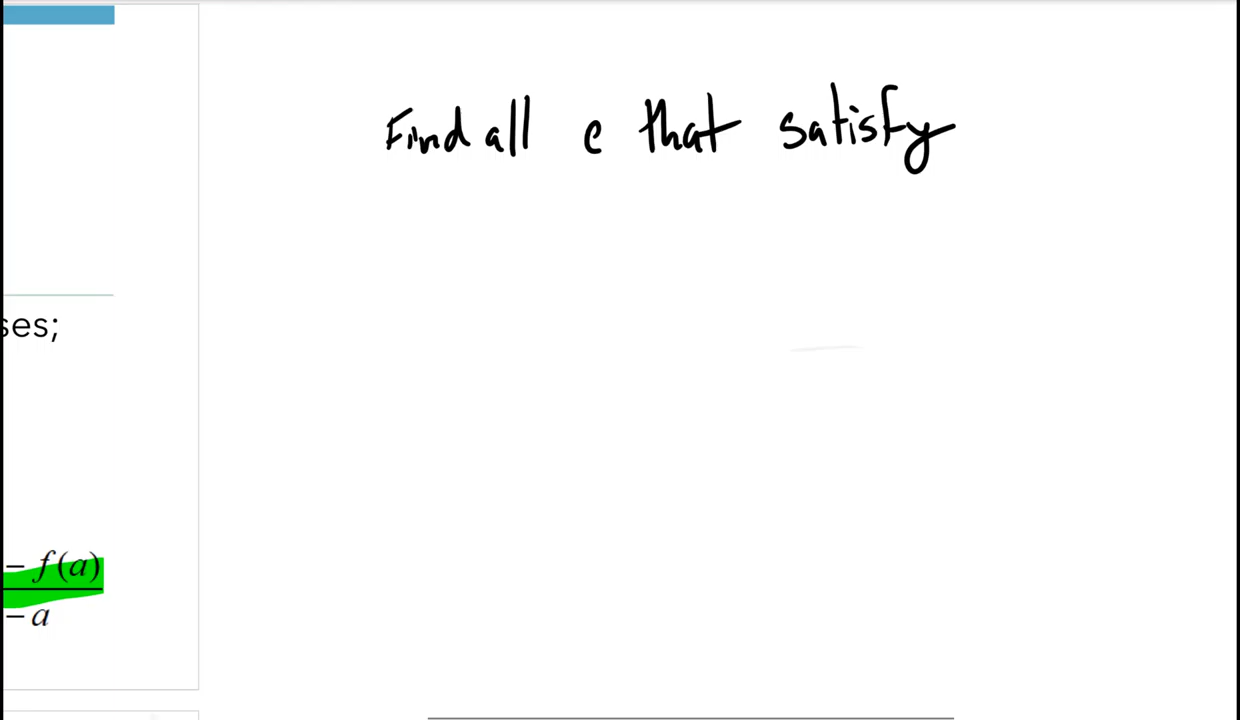 Find all c that satisfy
ses;
− f(a)
− a